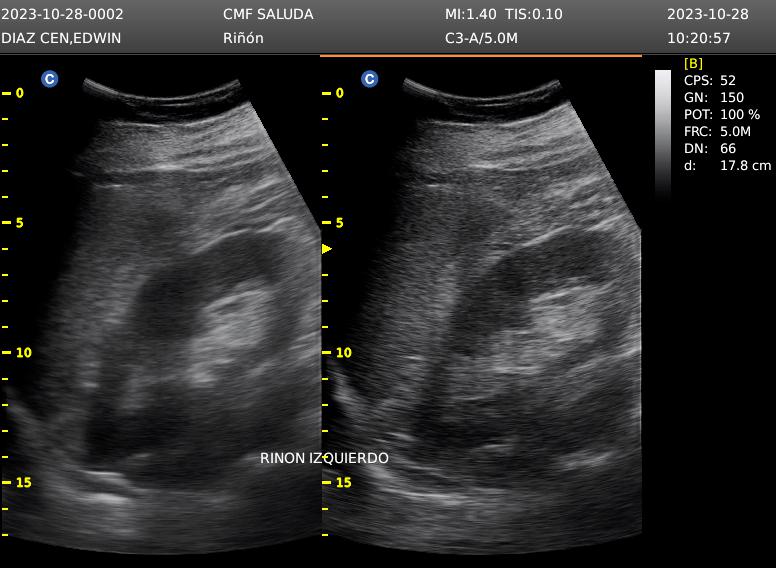 2023-10-28-0002 CMF SALUDA MI:1.40 TIS:0.10 2023-10-28
DIAZ CEN,EDWIN Riñón C3-A/5.0M 10:20:57
[B]
CPS: 52
GN: 150
POT: 100 %
FRC: 5.0M
DN: 66
d: 17.8 cm
C C
0 0
5 5
10 10
RINON IZQUIERDO
15 15